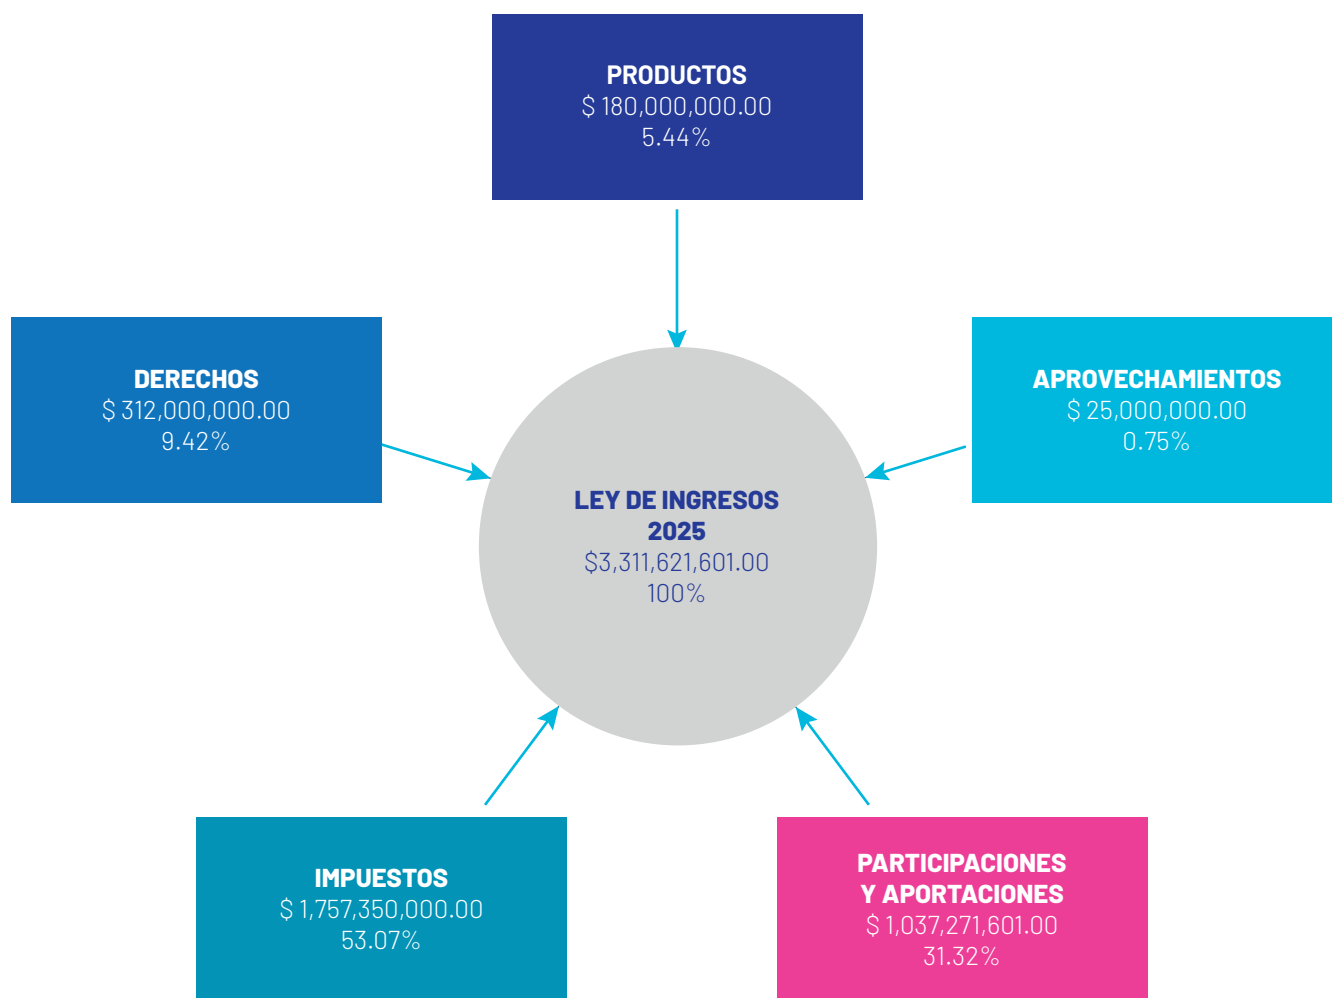 PRODUCTOS
$ 180,000,000.00
5.44%
DERECHOS
$ 312,000,000.00
9.42%
APROVECHAMIENTOS
$ 25,000,000.00
0.75%
LEY DE INGRESOS
2025
$3,311,621,601.00
100%
IMPUESTOS
$ 1,757,350,000.00
53.07%
PARTICIPACIONES
Y APORTACIONES
$ 1,037,271,601.00
31.32%